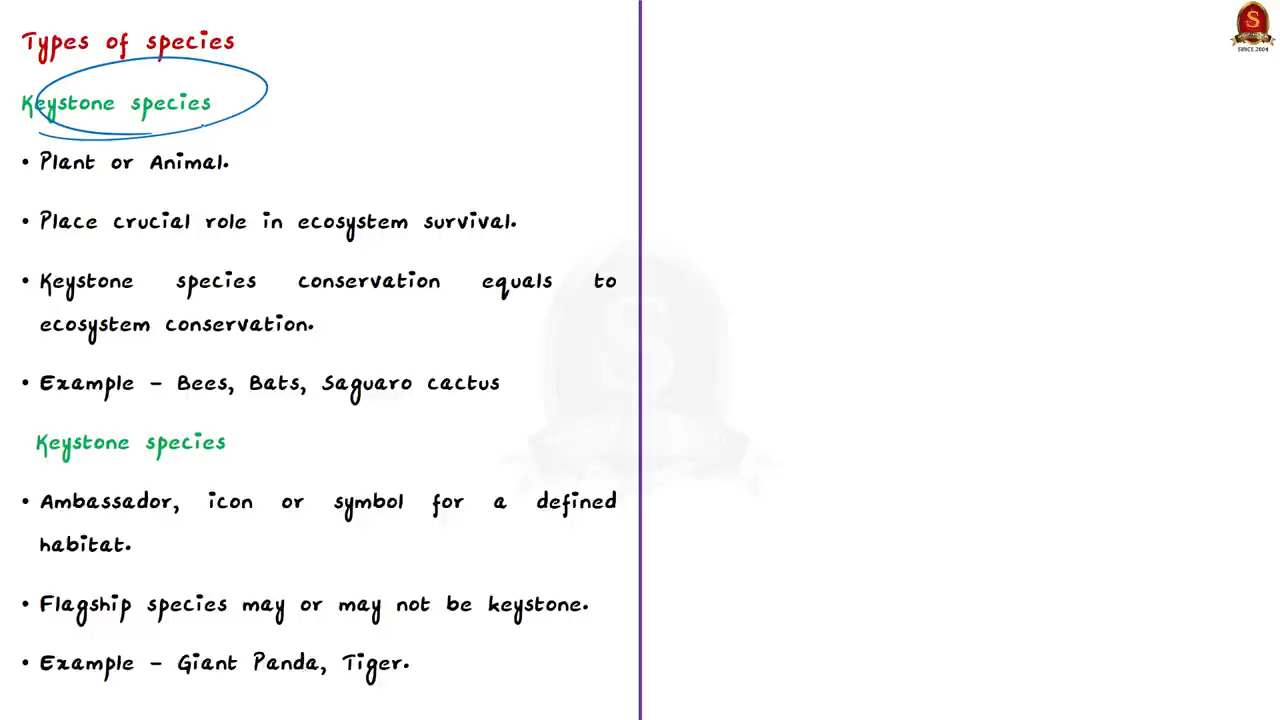 Types of species
Keystone species
• Plant or Animal.
• Place crucial role in ecosystem survival.
• Keystone species conservation equals to
ecosystem conservation.
• Example – Bees, Bats, Saguaro cactus
Keystone species
• Ambassador, icon or symbol for a defined
habitat.
• Flagship species may or may not be keystone.
• Example – Giant Panda, Tiger.
S
SINCE 2004
S